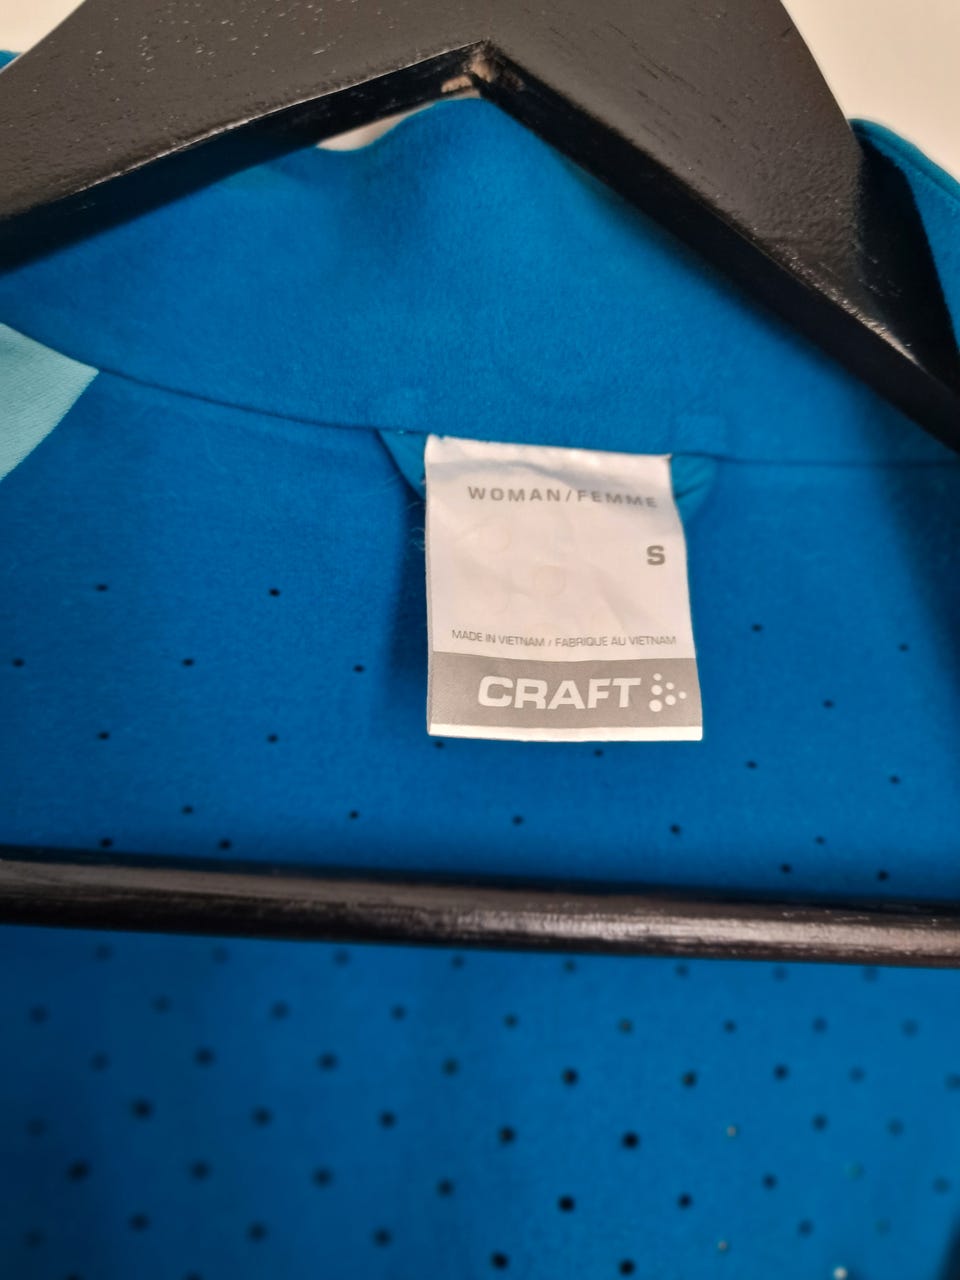 WOMAN/FEMME
S
MADE IN VIETNAM / FABRIQUE AU VIETNAM
CRAFT